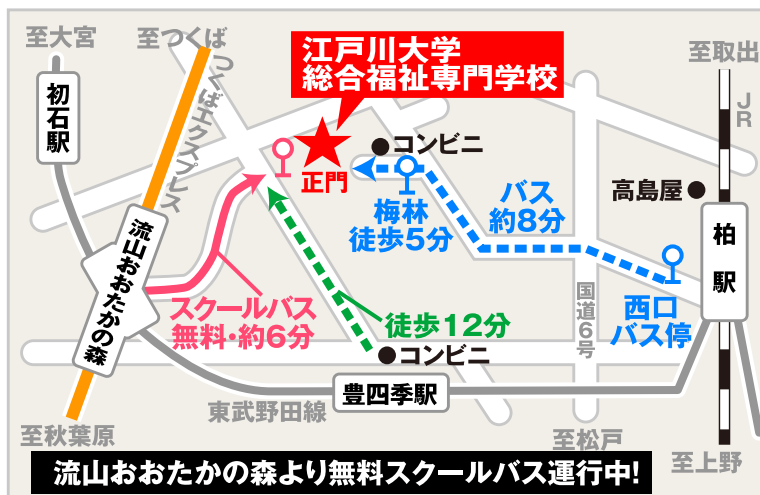 至大宮
至つくば
江戸川大学
総合福祉専門学校
至取出
初石駅
つくばエクスプレス
JR
コンビニ
正門
梅林
徒歩5分
バス
約8分
高島屋
柏駅
流山おおたかの森
スクールバス
無料・約6分
徒歩12分
国道6号
西口
バス停
コンビニ
豊四季駅
東武野田線
至秋葉原
至松戸
至上野
流山おおたかの森より無料スクールバス運行中!